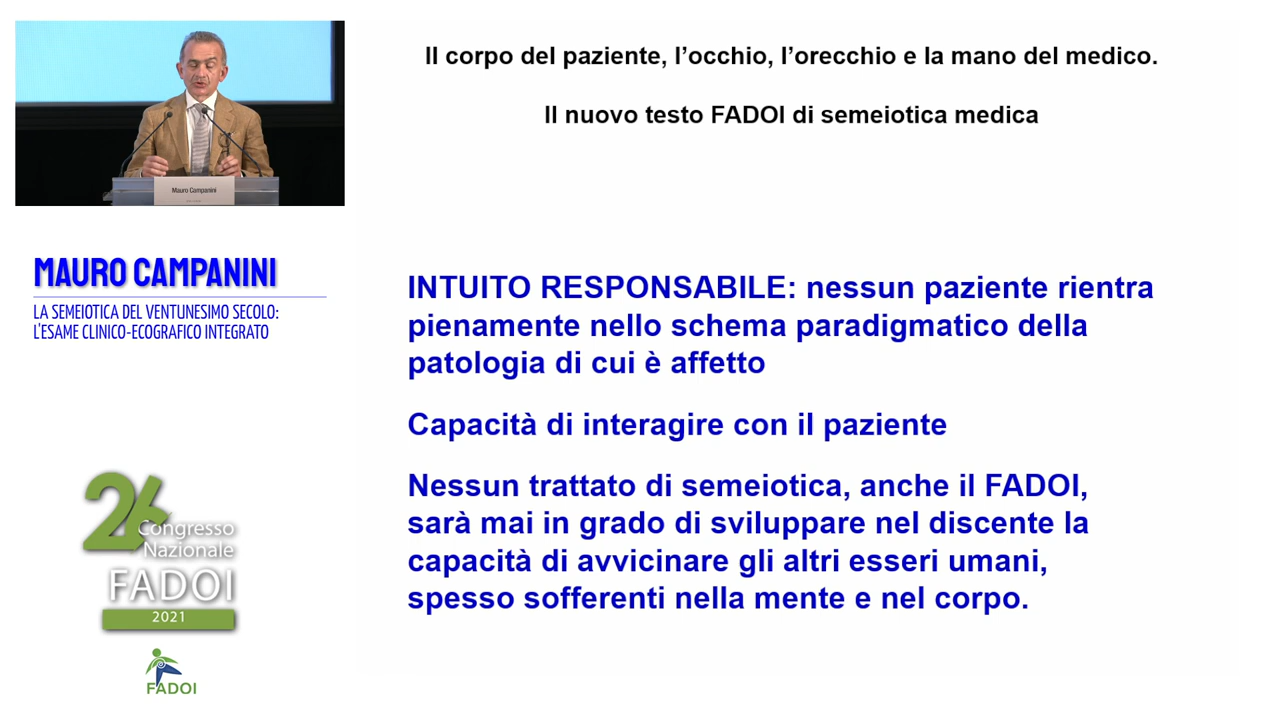 Il corpo del paziente, l’occhio, l’orecchio e la mano del medico.
Il nuovo testo FADOI di semeiotica medica
Mauro Campanini
MAURO CAMPANINI
LA SEMEIOTICA DEL VENTUNESIMO SECOLO:
L'ESAME CLINICO-ECOGRAFICO INTEGRATO
INTUITO RESPONSABILE: nessun paziente rientra
pienamente nello schema paradigmatico della
patologia di cui è affetto
Capacità di interagire con il paziente
Nessun trattato di semeiotica, anche il FADOI,
sarà mai in grado di sviluppare nel discente la
capacità di avvicinare gli altri esseri umani,
spesso sofferenti nella mente e nel corpo.
26
Congresso
Nazionale
FADOI
2021
FADOI